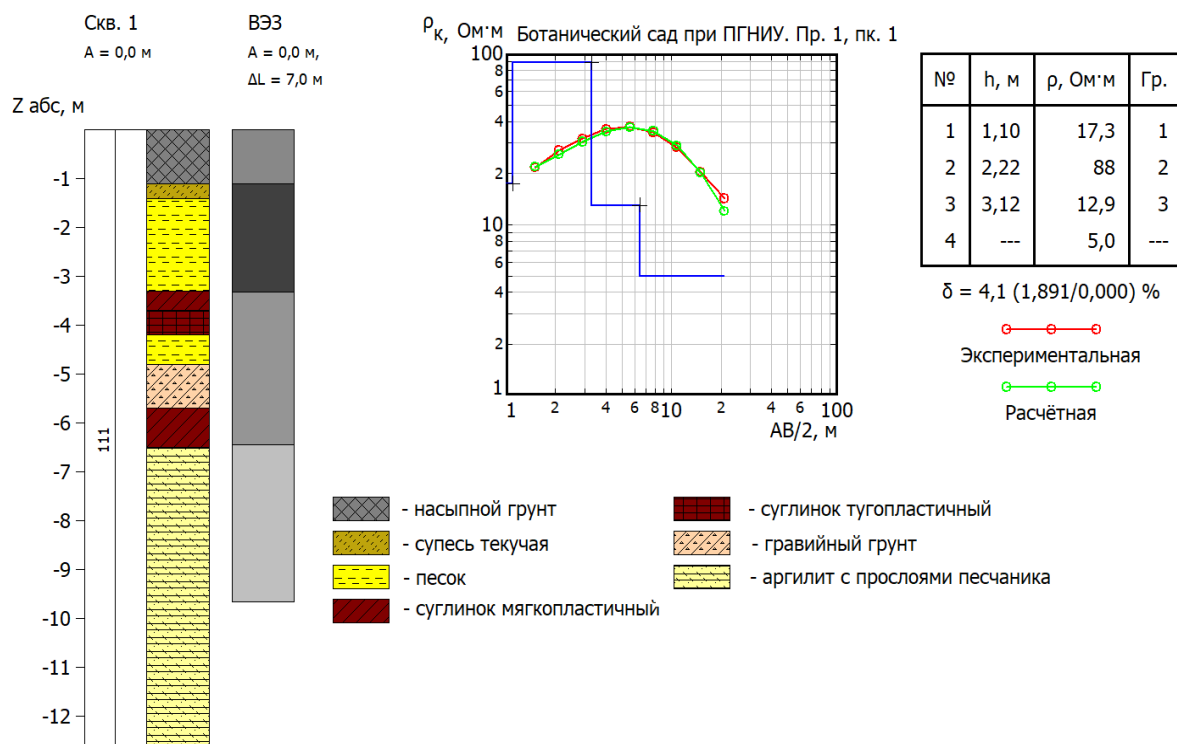 Скв. 1
A = 0,0 м
ВЭЗ
A = 0,0 м,
ΔL = 7,0 м
Z абс, м
-1
-2
-3
-4
-5
-6
-7
-8
-9
-10
-11
-12
111
ρк, Ом·м
Ботанический сад при ПГНИУ. Пр. 1, пк. 1
100
8
6
4
2
10
8
6
4
2
1
1 2 4 6 8 10 2 4 6 100
AB/2, м
№ h, м ρ, Ом·м Гр.
1 1,10 17,3 1
2 2,22 88 2
3 3,12 12,9 3
4 --- 5,0 ---
δ = 4,1 (1,891/0,000) %
Экспериментальная
Расчётная
- насыпной грунт
- супесь текучая
- песок
- суглинок мягкопластичный
- суглинок тугопластичный
- гравийный грунт
- аргилит с прослоями песчаника